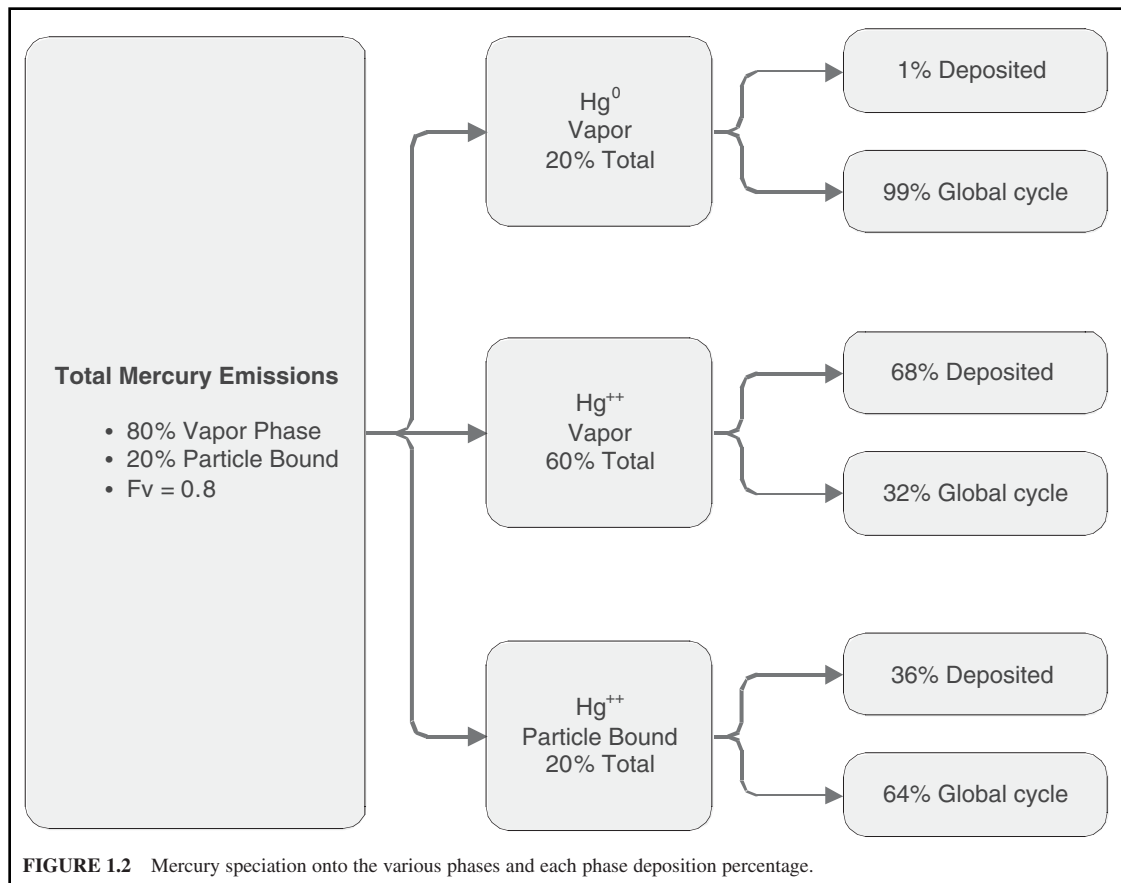 Total Mercury Emissions
• 80% Vapor Phase
• 20% Particle Bound
• Fv = 0.8
Hg⁰
Vapor
20% Total
1% Deposited
99% Global cycle
Hg⁺⁺
Vapor
60% Total
68% Deposited
32% Global cycle
Hg⁺⁺
Particle Bound
20% Total
36% Deposited
64% Global cycle
FIGURE 1.2 Mercury speciation onto the various phases and each phase deposition percentage.